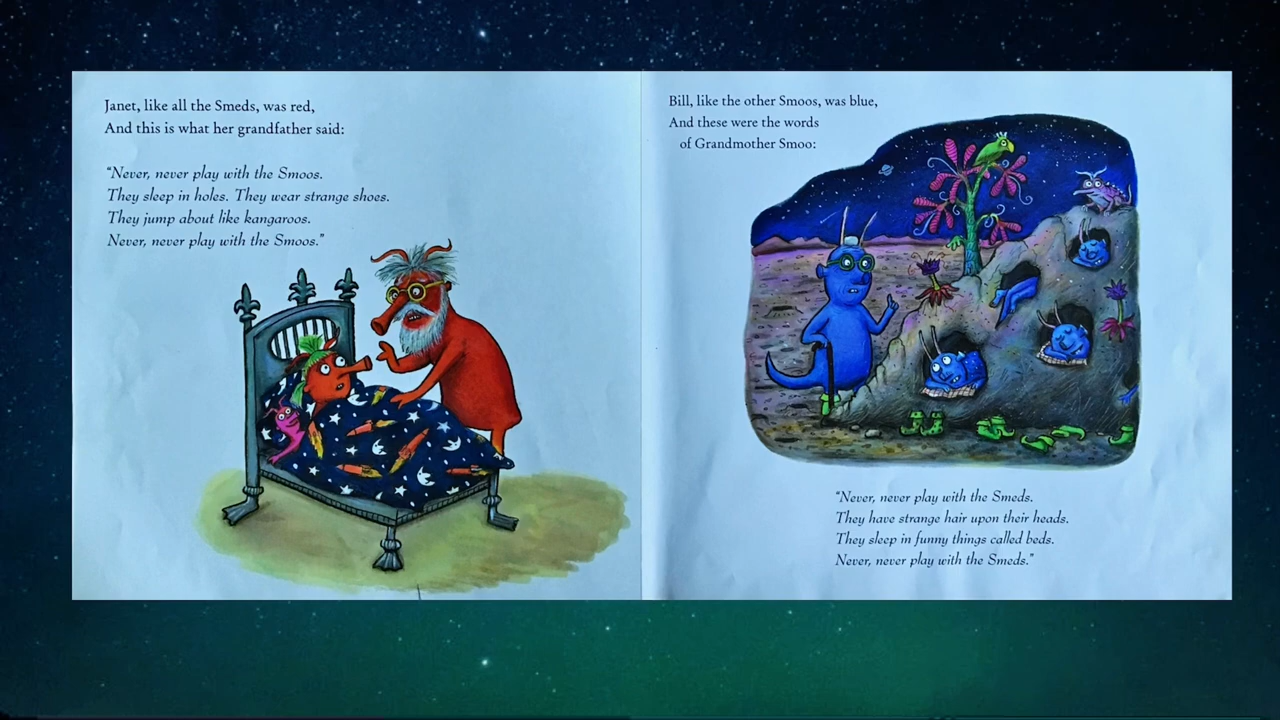 Janet, like all the Smeds, was red,
And this is what her grandfather said:
“Never, never play with the Smoos.
They sleep in holes. They wear strange shoes.
They jump about like kangaroos.
Never, never play with the Smoos.”
Bill, like the other Smoos, was blue,
And these were the words
of Grandmother Smoo:
“Never, never play with the Smeds.
They have strange hair upon their heads.
They sleep in funny things called beds.
Never, never play with the Smeds.”